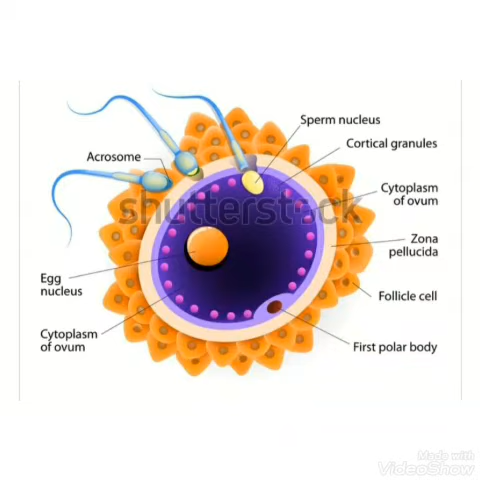 Sperm nucleus
Cortical granules
Acrosome
Cytoplasm
of ovum
shutterstock
Zona
pellucida
Egg
nucleus
Follicle cell
Cytoplasm
of ovum
First polar body
Made with
VideoShow